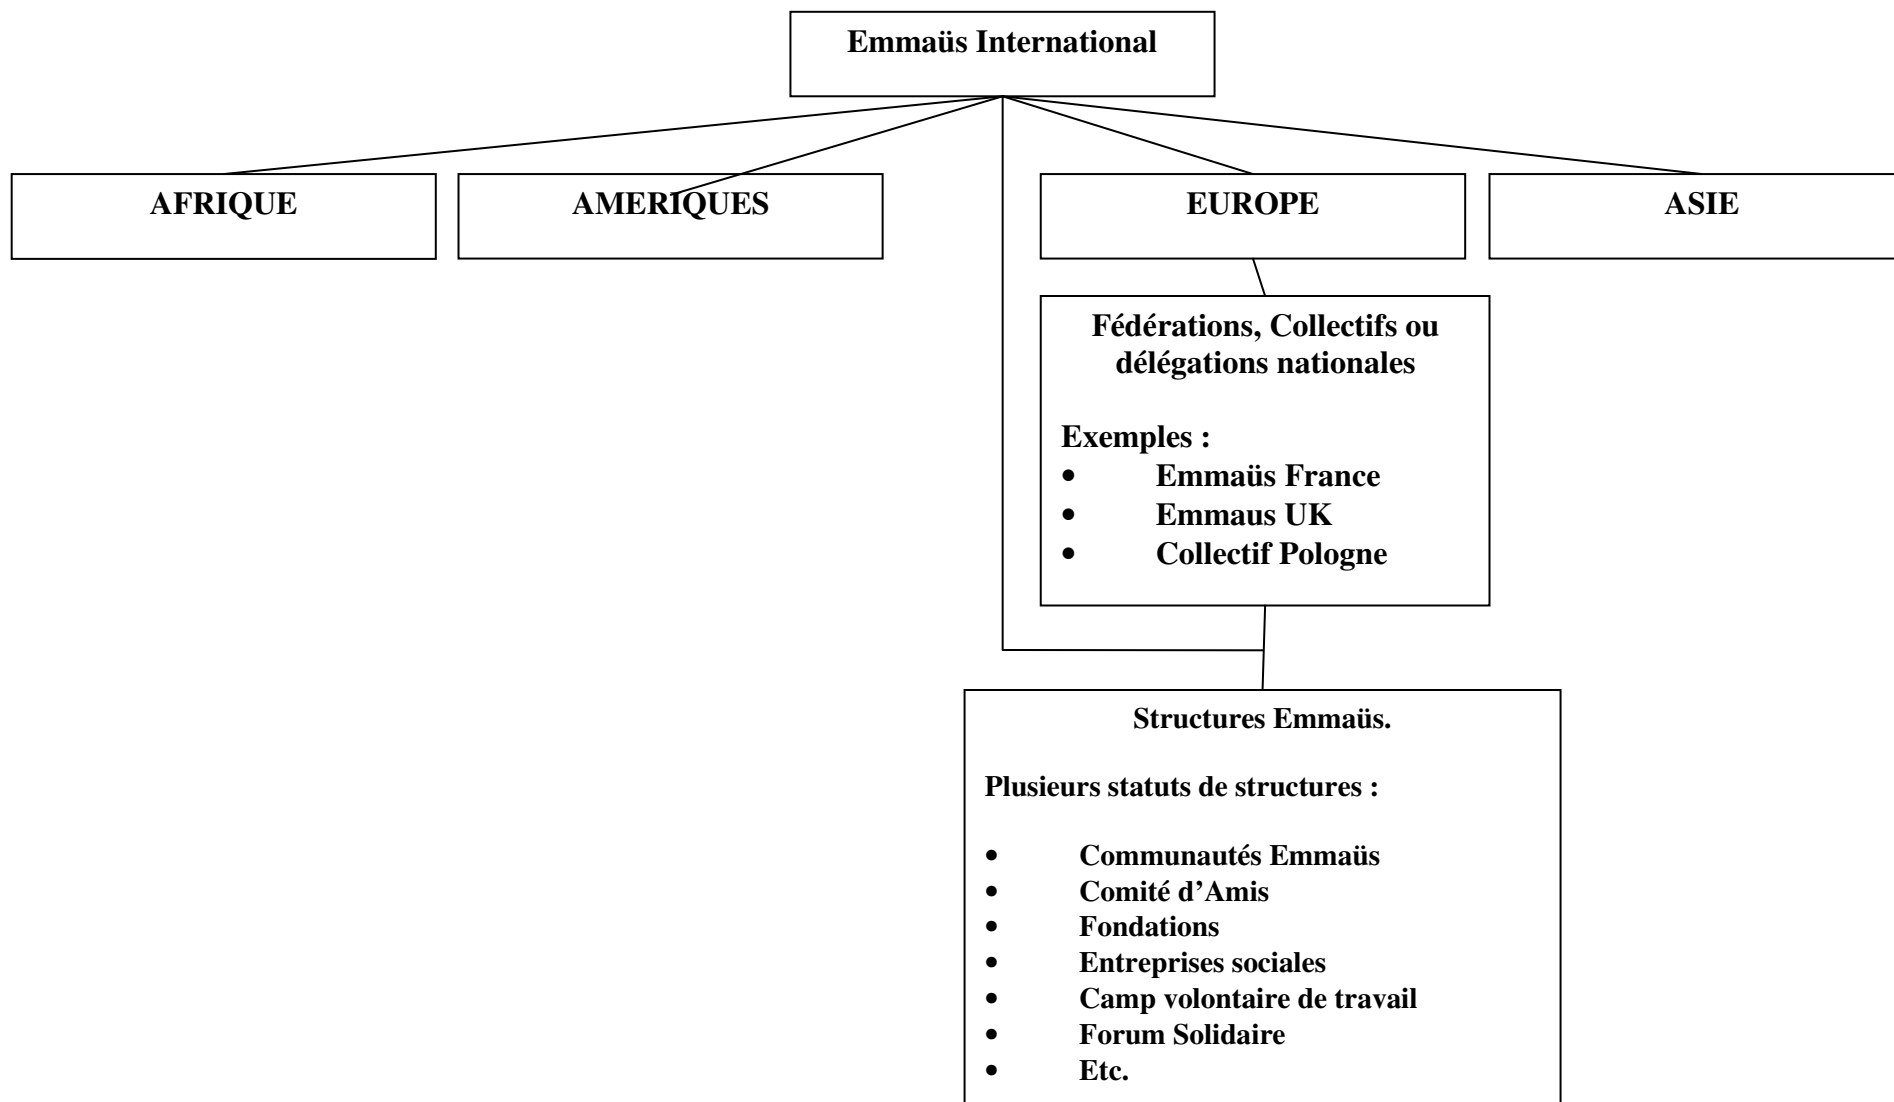 Emmaüs International
AFRIQUE
AMERIQUES
EUROPE
ASIE
Fédérations, Collectifs ou
délégations nationales
Exemples :
• Emmaüs France
• Emmaus UK
• Collectif Pologne
Structures Emmaüs.
Plusieurs statuts de structures :
• Communautés Emmaüs
• Comité d’Amis
• Fondations
• Entreprises sociales
• Camp volontaire de travail
• Forum Solidaire
• Etc.